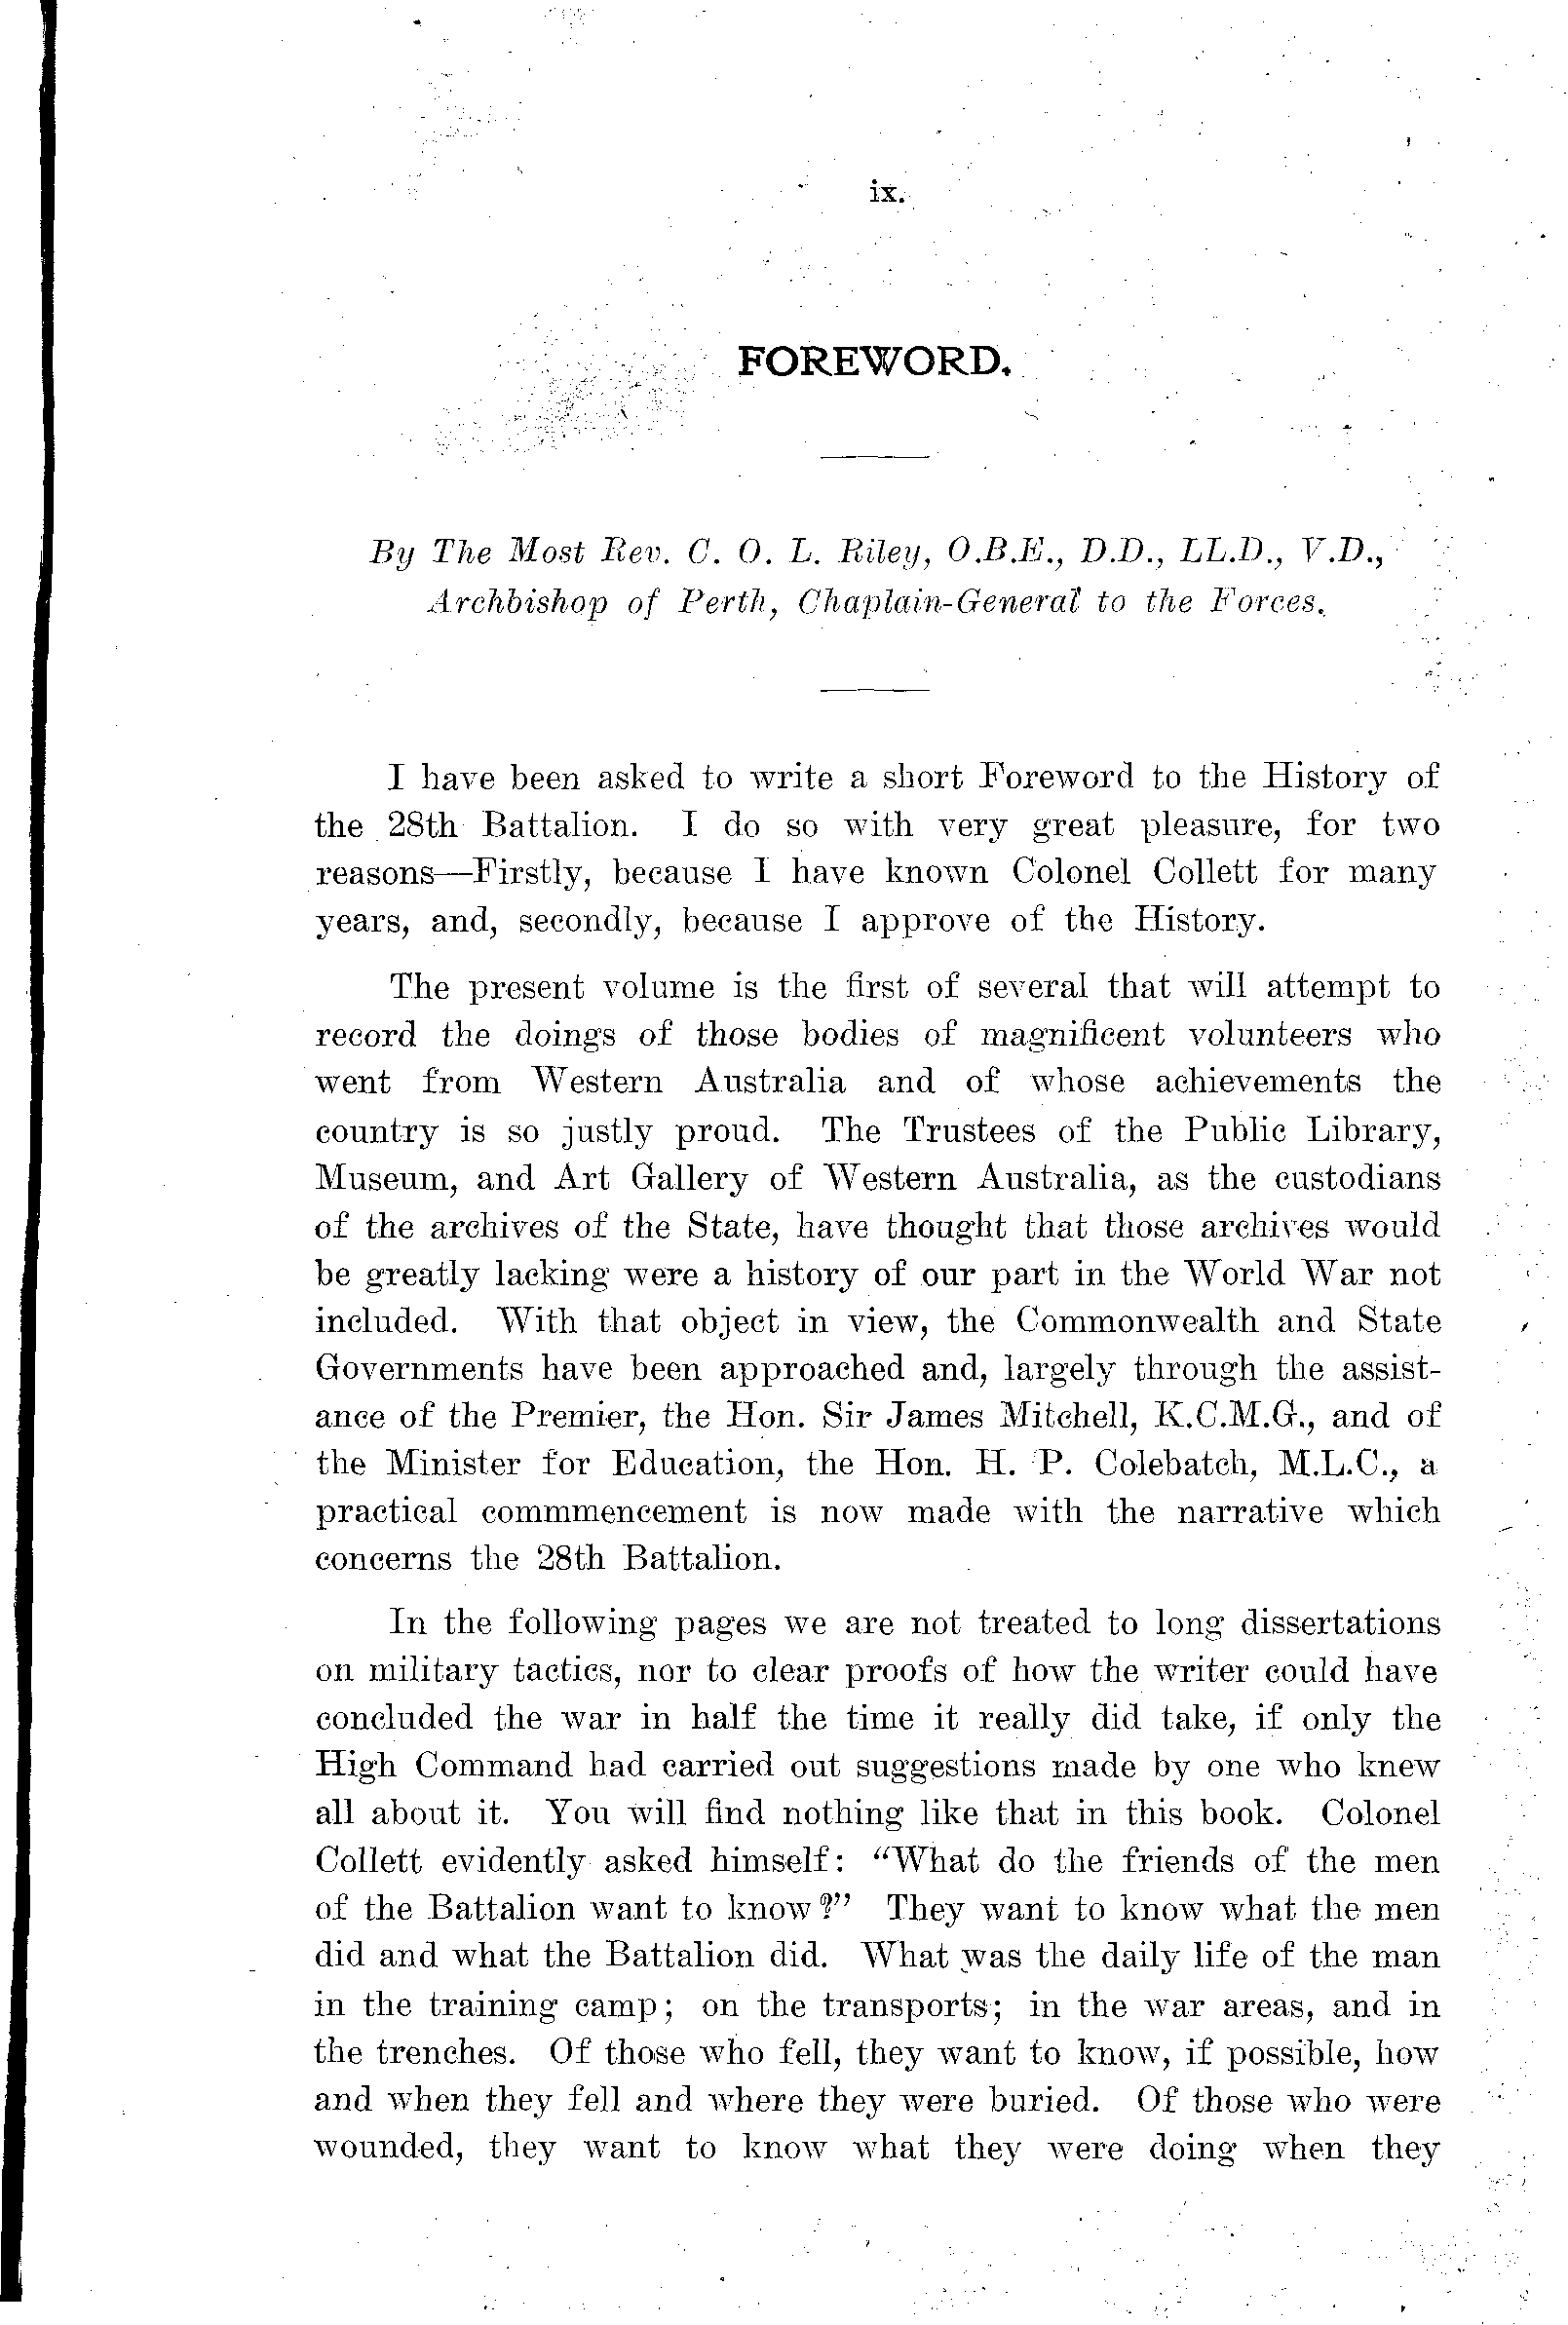 ix.
FOREWORD.
By The Most Rev. C. O. L. Riley, O.B.E., D.D., LL.D., V.D.,
Archbishop of Perth, Chaplain-General to the Forces.
I have been asked to write a short Foreword to the History of
the 28th Battalion. I do so with very great pleasure, for two
reasons—Firstly, because I have known Colonel Collett for many
years, and, secondly, because I approve of the History.
The present volume is the first of several that will attempt to
record the doings of those bodies of magnificent volunteers who
went from Western Australia and of whose achievements the
country is so justly proud. The Trustees of the Public Library,
Museum, and Art Gallery of Western Australia, as the custodians
of the archives of the State, have thought that those archives would
be greatly lacking were a history of our part in the World War not
included. With that object in view, the Commonwealth and State
Governments have been approached and, largely through the assist-
ance of the Premier, the Hon. Sir James Mitchell, K.C.M.G., and of
the Minister for Education, the Hon. H. P. Colebatch, M.L.C., a
practical commmencement is now made with the narrative which
concerns the 28th Battalion.
In the following pages we are not treated to long dissertations
on military tactics, nor to clear proofs of how the writer could have
concluded the war in half the time it really did take, if only the
High Command had carried out suggestions made by one who knew
all about it. You will find nothing like that in this book. Colonel
Collett evidently asked himself: "What do the friends of the men
of the Battalion want to know?" They want to know what the men
did and what the Battalion did. What was the daily life of the man
in the training camp; on the transports; in the war areas, and in
the trenches. Of those who fell, they want to know, if possible, how
and when they fell and where they were buried. Of those who were
wounded, they want to know what they were doing when they